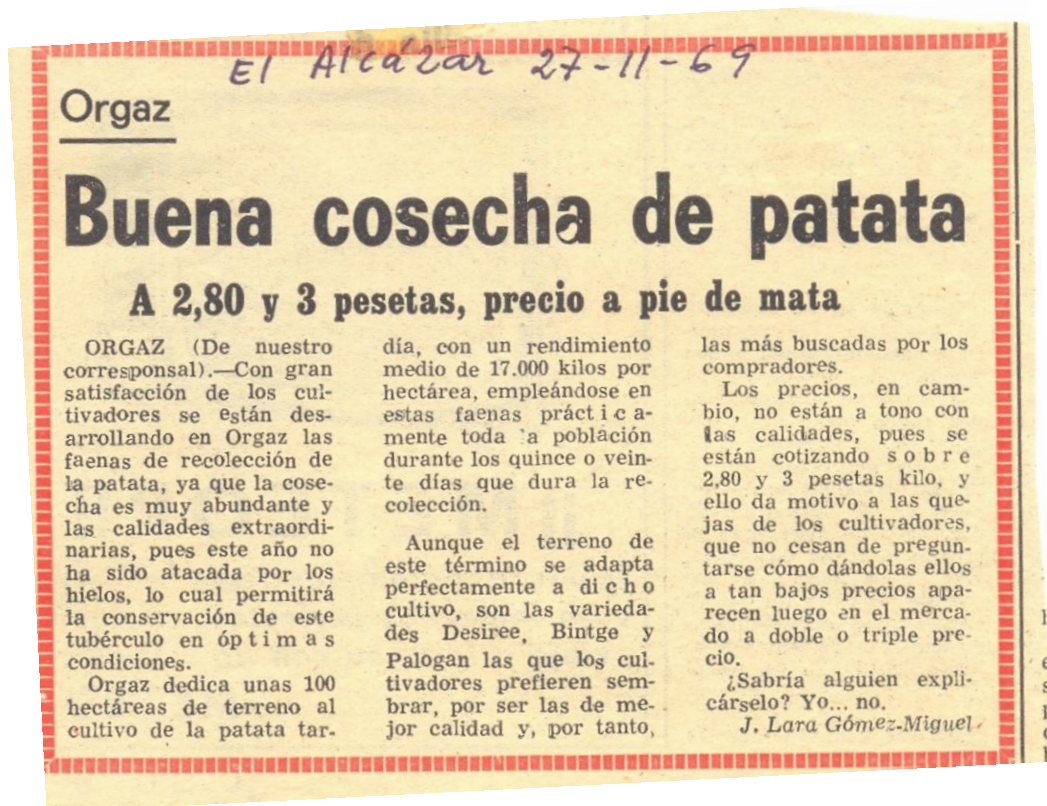 El Alcázar 27-11-69
Orgaz
Buena cosecha de patata
A 2,80 y 3 pesetas, precio a pie de mata
ORGAZ (De nuestro
corresponsal).—Con gran
satisfacción de los cul-
tivadores se están des-
arrollando en Orgaz las
faenas de recolección de
la patata, ya que la cose-
cha es muy abundante y
las calidades extraordi-
narias, pues este año no
ha sido atacada por los
hielos, lo cual permitirá
la conservación de este
tubérculo en óptimas
condiciones.
Orgaz dedica unas 100
hectáreas de terreno al
cultivo de la patata tar-
día, con un rendimiento
medio de 17.000 kilos por
hectárea, empleándose en
estas faenas práctica-
mente toda la población
durante los quince o vein-
te días que dura la re-
colección.
Aunque el terreno de
este término se adapta
perfectamente a dicho
cultivo, son las varieda-
des Desiree, Bintge y
Palogan las que los cul-
tivadores prefieren sem-
brar, por ser las de me-
jor calidad y, por tanto,
las más buscadas por los
compradores.
Los precios, en cam-
bio, no están a tono con
las calidades, pues se
están cotizando sobre
2,80 y 3 pesetas kilo, y
ello da motivo a las que-
jas de los cultivadores,
que no cesan de pregun-
tarse cómo dándolas ellos
a tan bajos precios apa-
recen luego en el merca-
do a doble o triple pre-
cio.
¿Sabría alguien expli-
cárselo? Yo... no.
J. Lara Gómez-Miguel